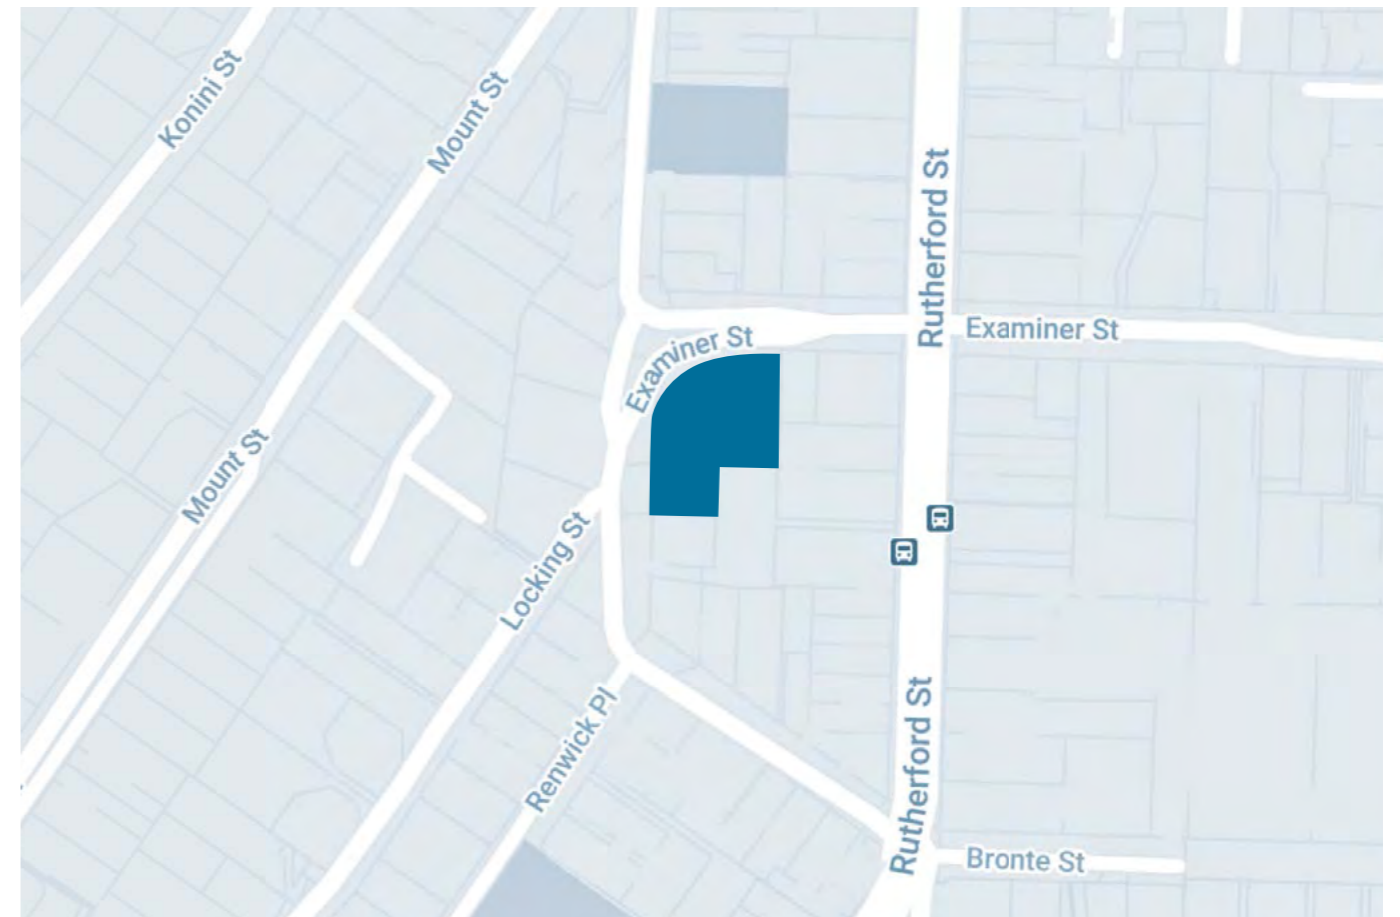 Konini St
Mount St
Rutherford St
Examiner St
Examiner St
Mount St
Locking St
Renwick Pl
Rutherford St
Bronte St